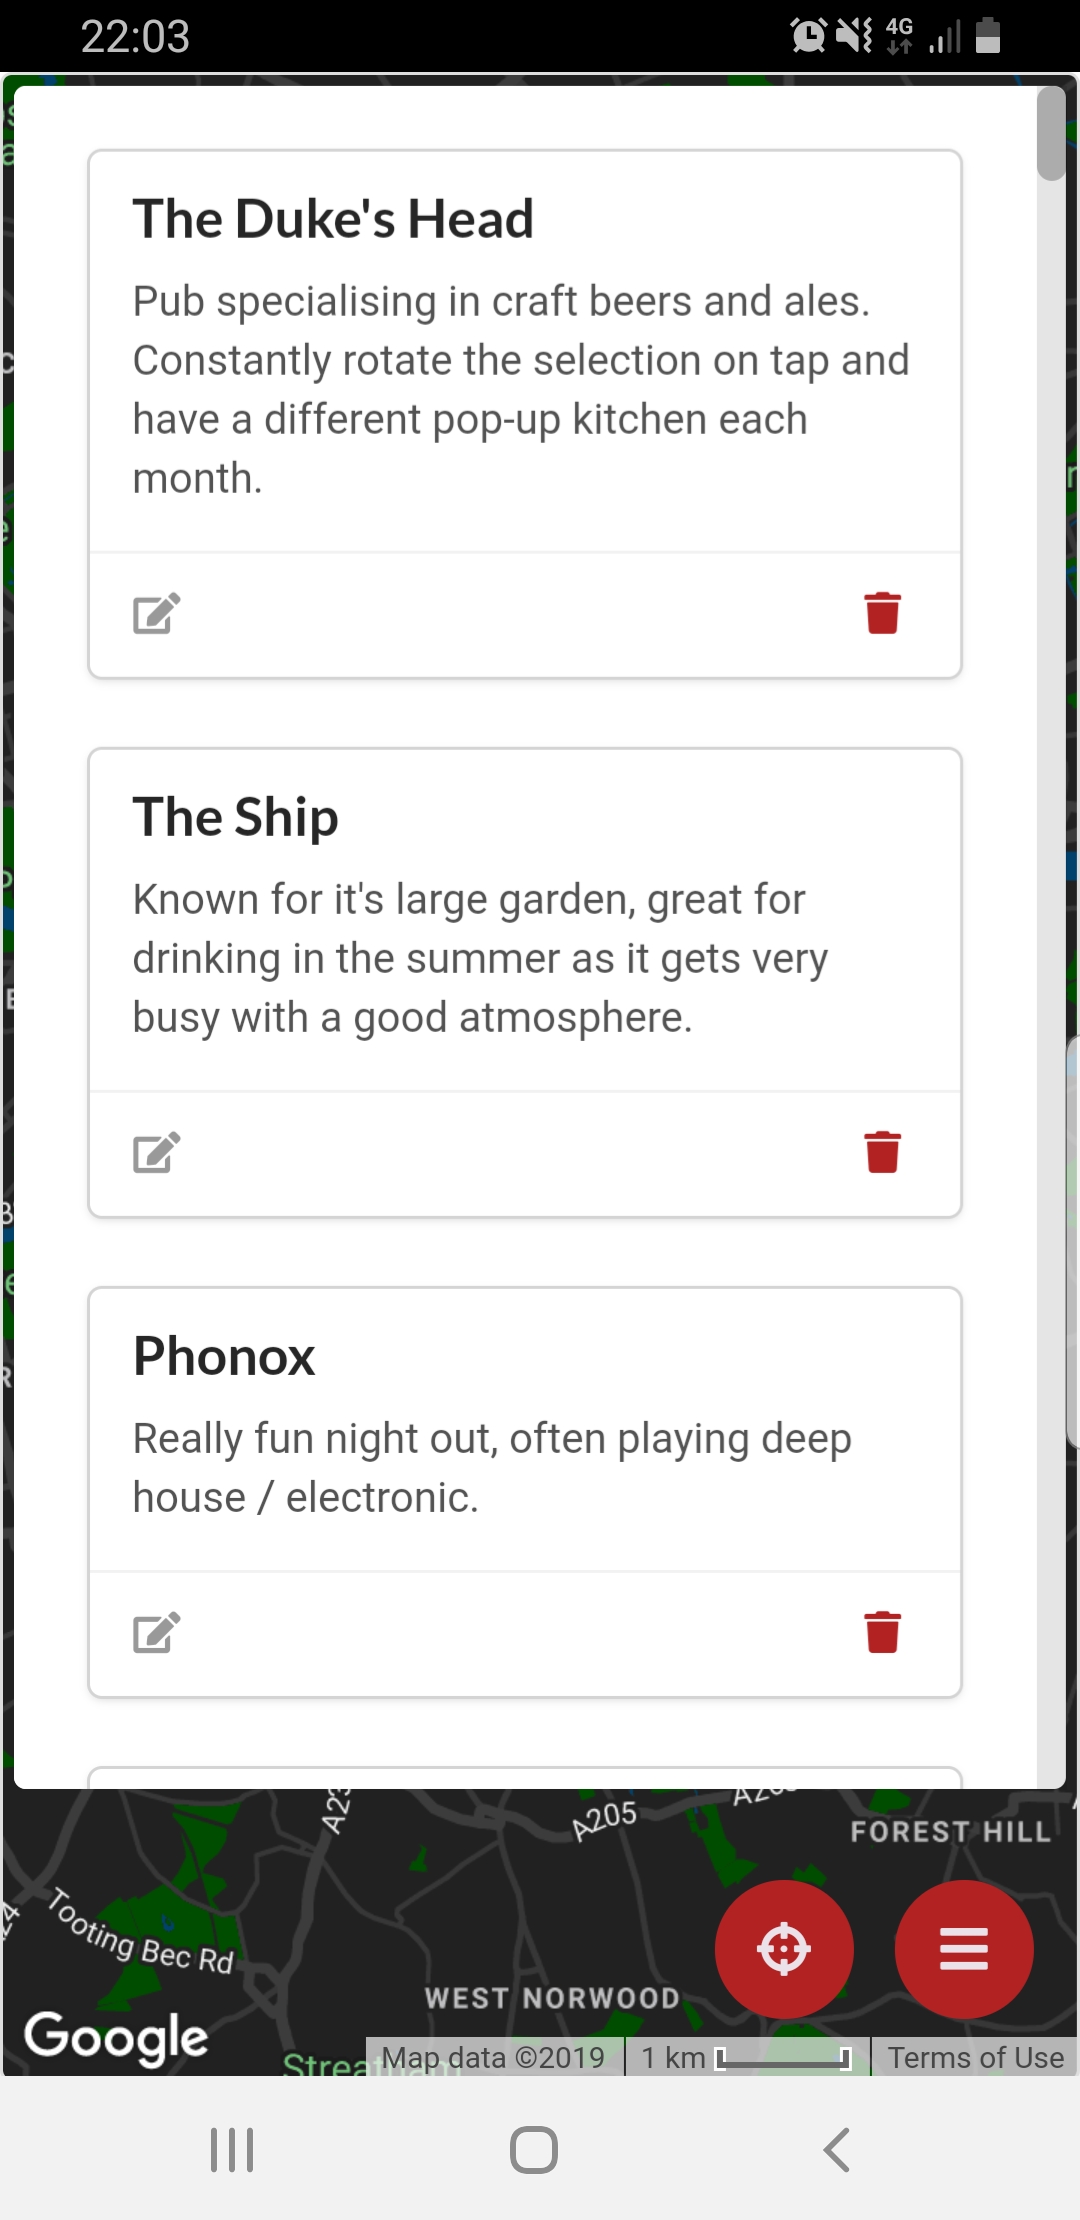 22:03
4G
The Duke's Head
Pub specialising in craft beers and ales.
Constantly rotate the selection on tap and
have a different pop-up kitchen each
month.
The Ship
Known for it's large garden, great for
drinking in the summer as it gets very
busy with a good atmosphere.
Phonox
Really fun night out, often playing deep
house / electronic.
A205
FOREST HILL
Tooting Bec Rd
WEST NORWOOD
Google
Streatham
Map data ©2019
1 km
Terms of Use